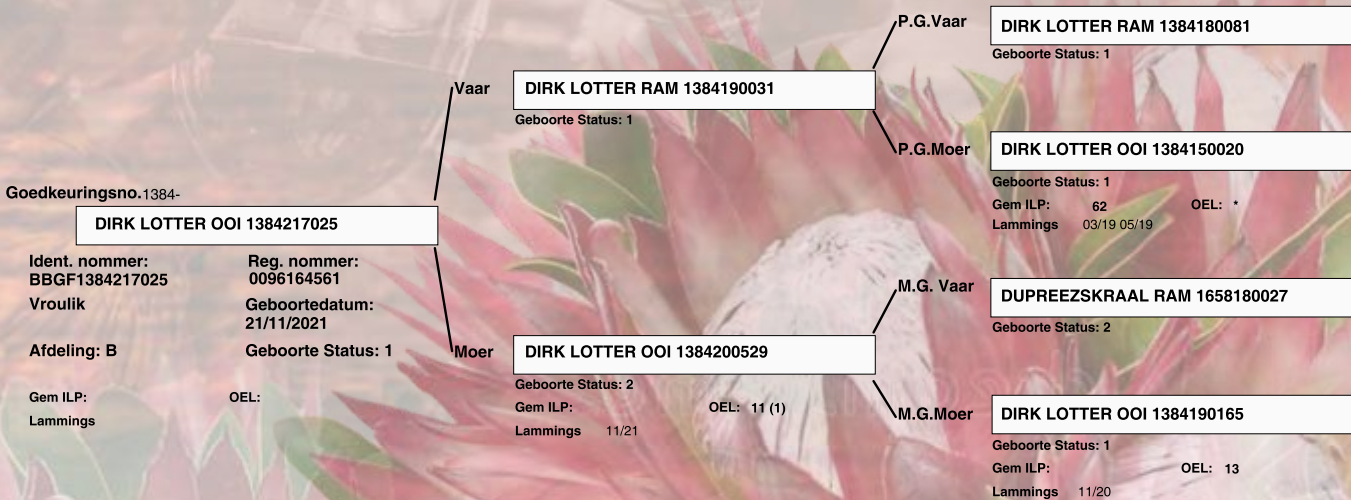 Goedkeuringsno.1384-
DIRK LOTTER OOI 1384217025
Ident. nommer:
BBGF1384217025
Reg. nommer:
0096164561
Vroulik
Geboortedatum:
21/11/2021
Afdeling: B
Geboorte Status: 1
Gem ILP:
OEL:
Lammings
Vaar
DIRK LOTTER RAM 1384190031
Geboorte Status: 1
Moer
DIRK LOTTER OOI 1384200529
Geboorte Status: 2
Gem ILP:
OEL: 11 (1)
Lammings 11/21
P.G.Vaar
DIRK LOTTER RAM 1384180081
Geboorte Status: 1
P.G.Moer
DIRK LOTTER OOI 1384150020
Geboorte Status: 1
Gem ILP: 62 OEL: *
Lammings 03/19 05/19
M.G. Vaar
DUPREEZSKRAAL RAM 1658180027
Geboorte Status: 2
M.G.Moer
DIRK LOTTER OOI 1384190165
Geboorte Status: 1
Gem ILP: OEL: 13
Lammings 11/20